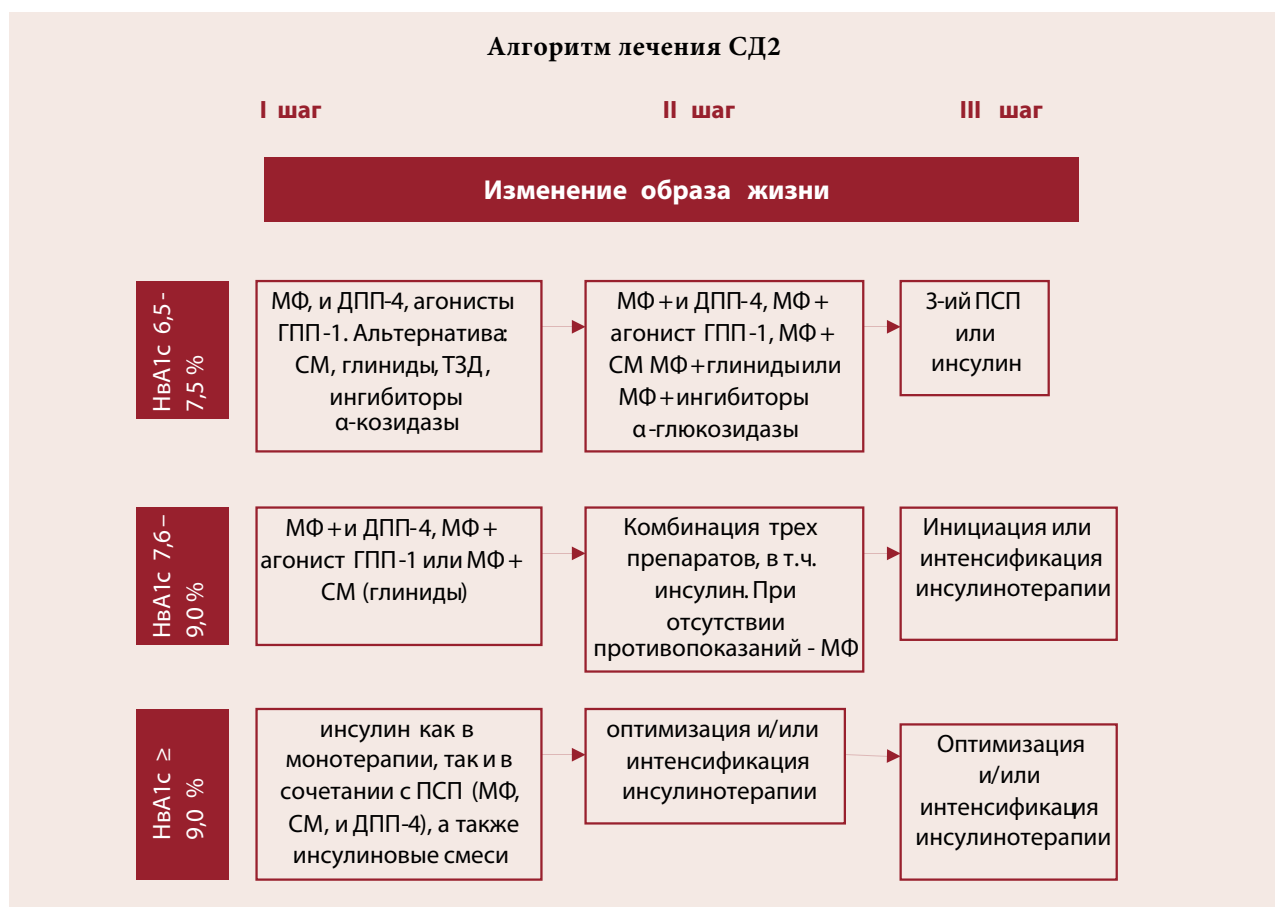 Алгоритм лечения СД2
I шаг
II шаг
III шаг
Изменение образа жизни
НвА1с 6,5-
7,5 %
МФ, и ДПП-4, агонисты
ГПП-1. Альтернатива:
СМ, глиниды, ТЗД,
ингибиторы
α-козидазы
МФ+и ДПП-4, МФ+
агонист ГПП-1, МФ+
СМ МФ+глиниды или
МФ+ингибиторы
α-глюкозидазы
3-ий ПСП
или
инсулин
НвА1с 7,6–
9,0 %
МФ+и ДПП-4, МФ+
агонист ГПП-1 или МФ+
СМ (глиниды)
Комбинация трех
препаратов, в т.ч.
инсулин. При
отсутствии
противопоказаний - МФ
Инициация или
интенсификация
инсулинотерапии
НвА1с ≥
9,0 %
инсулин как в
монотерапии, так и в
сочетании с ПСП (МФ,
СМ, и ДПП-4), а также
инсулиновые смеси
оптимизация и/или
интенсификация
инсулинотерапии
Оптимизация
и/или
интенсификация
инсулинотерапии